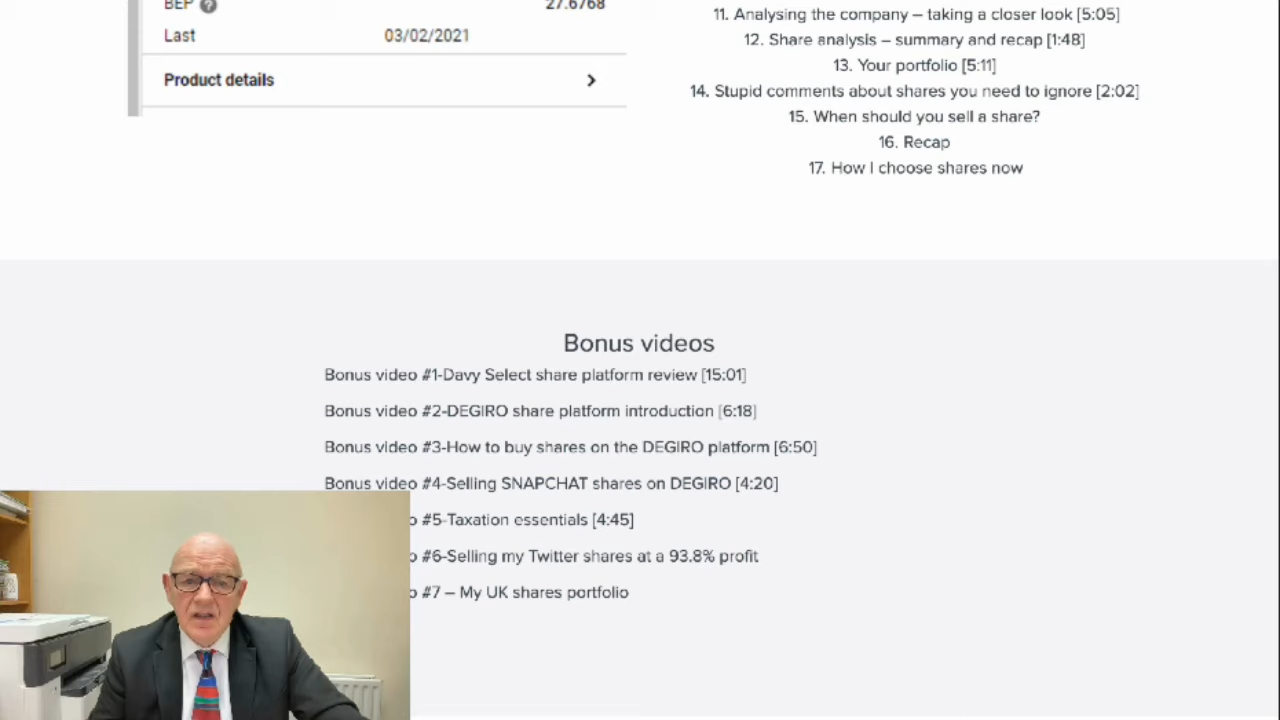 BEP
27.6768
Last 03/02/2021
Product details
11. Analysing the company – taking a closer look [5:05]
12. Share analysis – summary and recap [1:48]
13. Your portfolio [5:11]
14. Stupid comments about shares you need to ignore [2:02]
15. When should you sell a share?
16. Recap
17. How I choose shares now
Bonus videos
Bonus video #1-Davy Select share platform review [15:01]
Bonus video #2-DEGIRO share platform introduction [6:18]
Bonus video #3-How to buy shares on the DEGIRO platform [6:50]
Bonus video #4-Selling SNAPCHAT shares on DEGIRO [4:20]
o #5-Taxation essentials [4:45]
o #6-Selling my Twitter shares at a 93.8% profit
o #7 – My UK shares portfolio